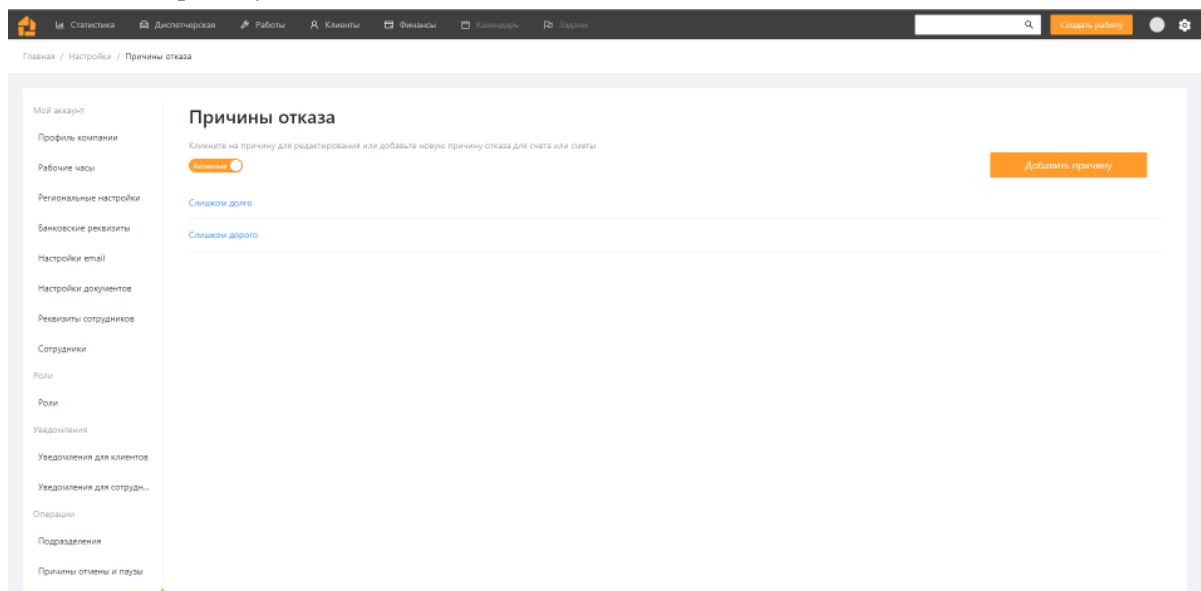 Статистика Диспетчерская Работы Клиенты Финансы Календарь Задачи Создать работу
Главная / Настройки / Причины отказа
Мой аккаунт
Профиль компании
Рабочие часы
Региональные настройки
Банковские реквизиты
Настройки email
Настройки документов
Реквизиты сотрудников
Сотрудники
Роли
Роли
Уведомления
Уведомления для клиентов
Уведомления для сотрудн...
Операции
Подразделения
Причины отмены и паузы
Причины отказа
Кликните на причину для редактирования или добавьте новую причину отказа для счета или сметы
Активные
Добавить причину
Слишком долго
Слишком дорого